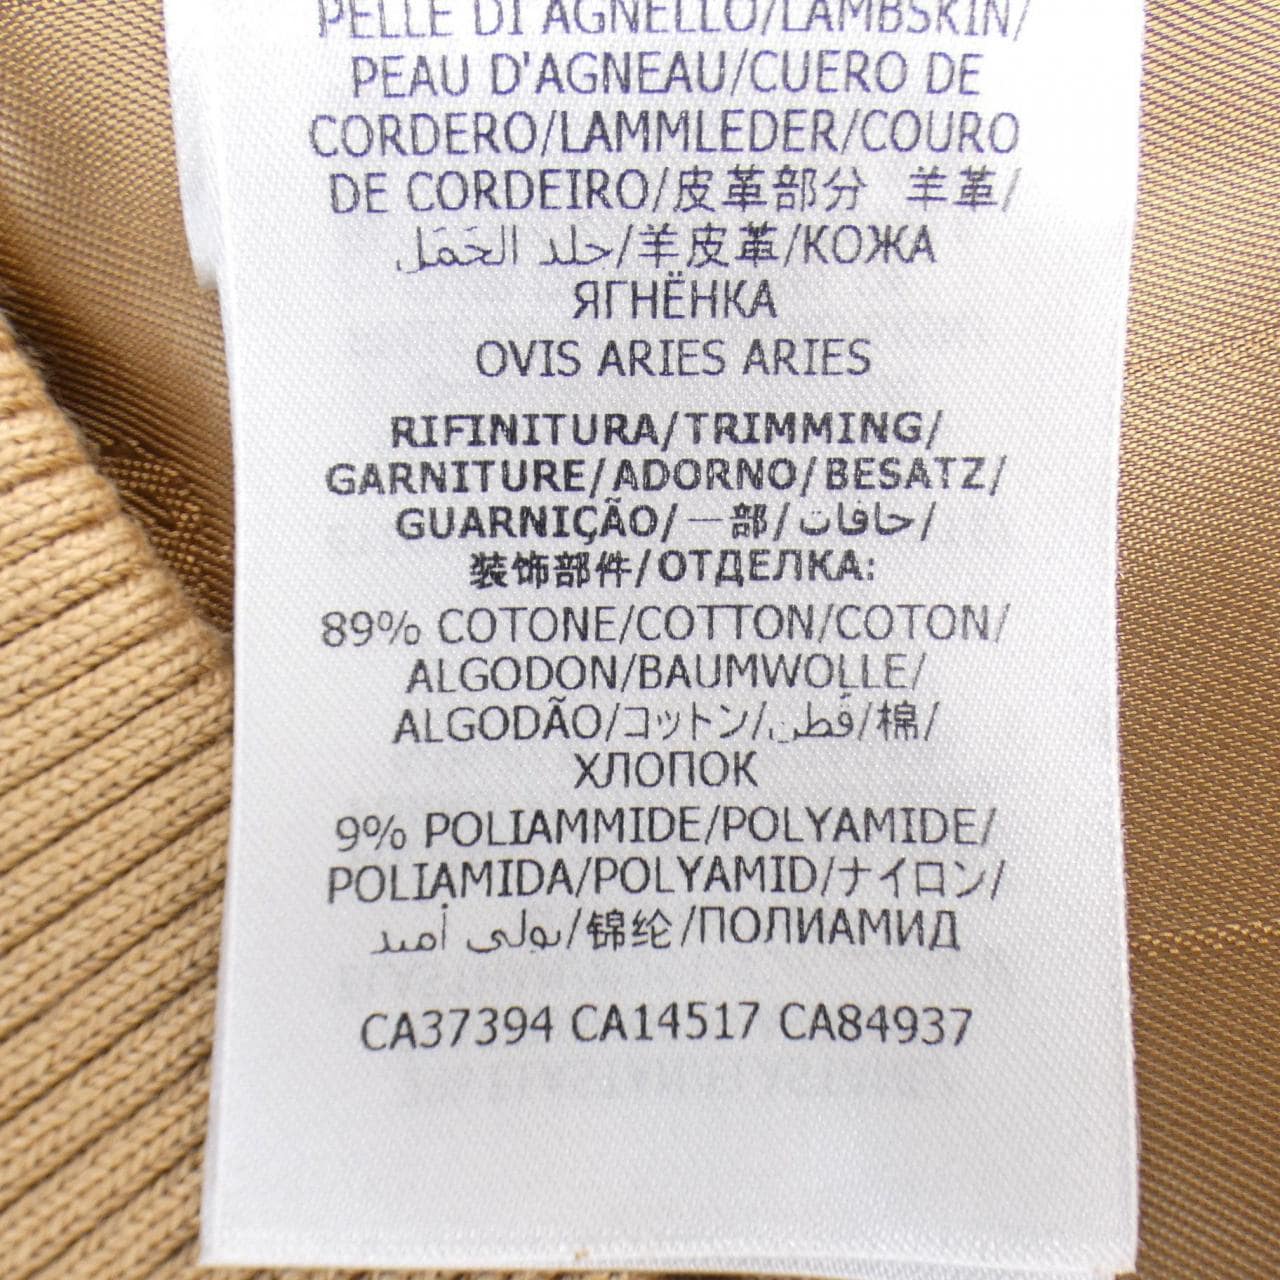 PELLE DI AGNELLO/LAMBSKIN/
PEAU D'AGNEAU/CUERO DE
CORDERO/LAMMLEDER/COURO
DE CORDEIRO/皮革部分 羊革/
جلد الحَمَل/羊皮革/КОЖА
ЯГНЁНКА
OVIS ARIES ARIES
RIFINITURA/TRIMMING/
GARNITURE/ADORNO/BESATZ/
GUARNIÇÃO/一部/حافات/
装饰部件/ОТДЕЛКА:
89% COTONE/COTTON/COTON/
ALGODON/BAUMWOLLE/
ALGODÃO/コットン/قطن/棉/
ХЛОПОК
9% POLIAMMIDE/POLYAMIDE/
POLIAMIDA/POLYAMID/ナイロン/
بولي أميد/锦纶/ПОЛИАМИД
CA37394 CA14517 CA84937